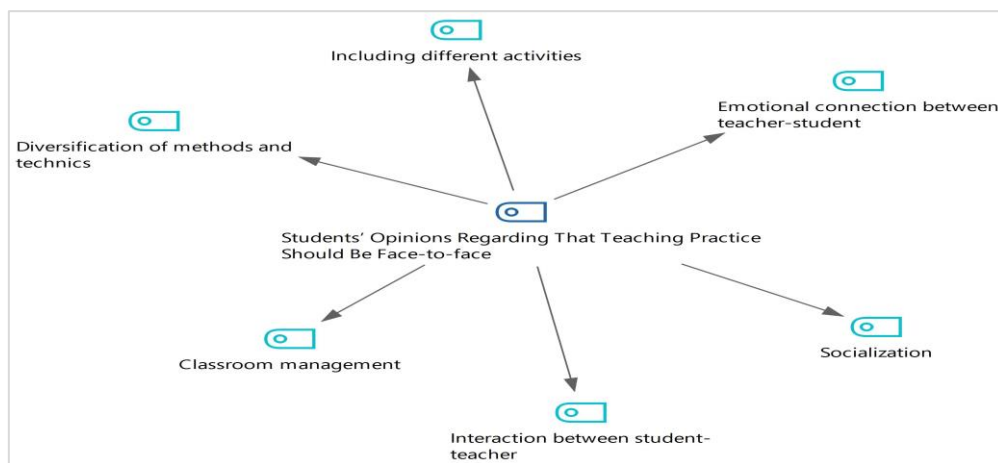 Including different activities
Emotional connection between
teacher-student
Diversification of methods and
technics
Students' Opinions Regarding That Teaching Practice
Should Be Face-to-face
Classroom management
Socialization
Interaction between student-
teacher